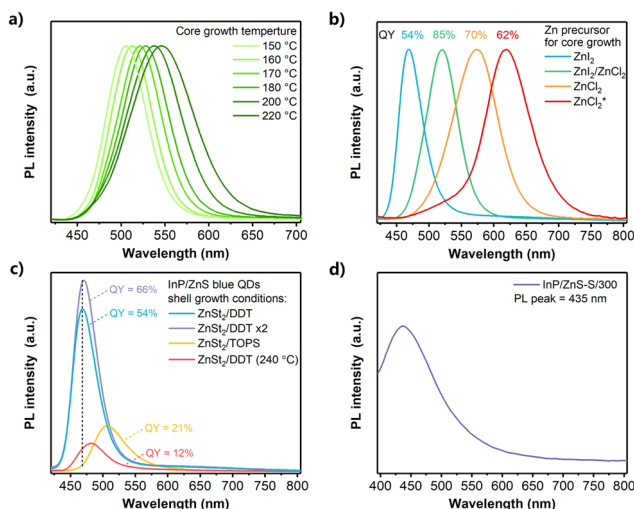 a)
Core growth temperture
150 °C
160 °C
170 °C
180 °C
200 °C
220 °C
PL intensity (a.u.)
450 500 550 600 650 700
Wavelength (nm)
b)
QY 54% 85% 70% 62%
Zn precursor
for core growth
ZnI₂
ZnI₂/ZnCl₂
ZnCl₂
ZnCl₂*
PL intensity (a.u.)
400 450 500 550 600 650 700 750 800
Wavelength (nm)
c)
QY = 66%
QY = 54%
InP/ZnS blue QDs
shell growth conditions:
ZnSt₂/DDT
ZnSt₂/DDT x2
ZnSt₂/TOPS
ZnSt₂/DDT (240 °C)
QY = 21%
QY = 12%
PL intensity (a.u.)
400 450 500 550 600 650 700 750 800
Wavelength (nm)
d)
InP/ZnS-S/300
PL peak = 435 nm
PL intensity (a.u.)
400 450 500 550 600 650 700 750 800
Wavelength (nm)